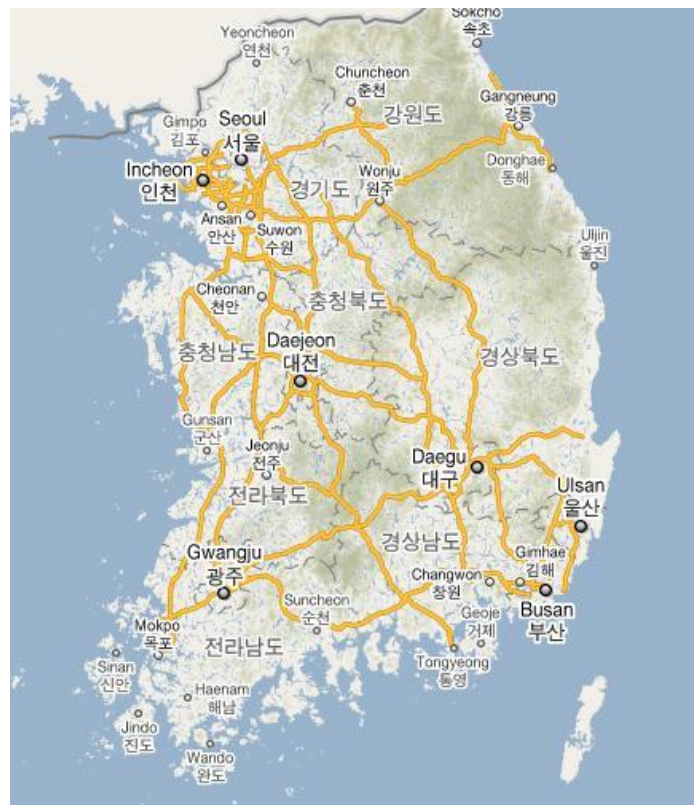 Sokcho
속초
Yeoncheon
연천
Chuncheon
춘천
Gangneung
강릉
강원도
Seoul
서울
Gimpo
김포
Donghae
동해
Incheon
인천
Wonju
원주
경기도
Ansan
안산
Suwon
수원
Uljin
울진
Cheonan
천안
충청북도
Daejeon
대전
충청남도
경상북도
Gunsan
군산
Jeonju
전주
Daegu
대구
전라북도
Ulsan
울산
경상남도
Gwangju
광주
Gimhae
김해
Changwon
창원
Busan
부산
Suncheon
순천
Geoje
거제
Mokpo
목포
전라남도
Tongyeong
통영
Sinan
신안
Haenam
해남
Jindo
진도
Wando
완도